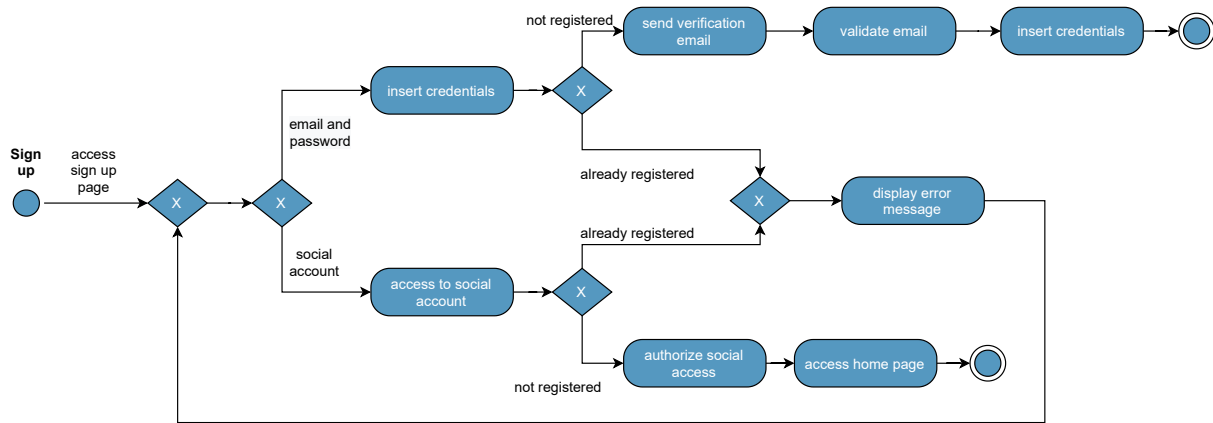 not registered
send verification
email
validate email
insert credentials
X
insert credentials
email and
password
Sign
up
access
sign up
page
X
X
already registered
X
display error
message
already registered
social
account
access to social
account
X
authorize social
access
access home page
not registered